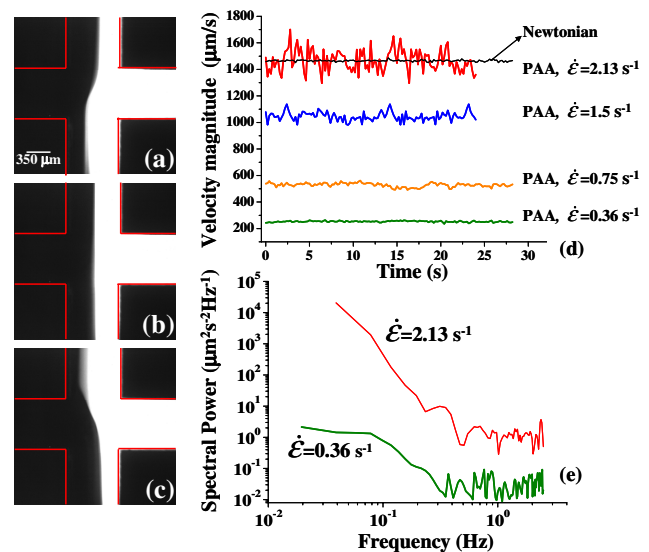 350 μm
(a)
(b)
(c)
Velocity magnitude (μm/s)
1800
1600
1400
1200
1000
800
600
400
200
0 5 10 15 20 25 30
Time (s)
Newtonian
PAA, ℰ̇=2.13 s⁻¹
PAA, ℰ̇=1.5 s⁻¹
PAA, ℰ̇=0.75 s⁻¹
PAA, ℰ̇=0.36 s⁻¹
(d)
Spectral Power (μm²s⁻²Hz⁻¹)
10⁵
10⁴
10³
10²
10¹
10⁰
10⁻¹
10⁻²
ℰ̇=2.13 s⁻¹
ℰ̇=0.36 s⁻¹
(e)
10⁻² 10⁻¹ 10⁰
Frequency (Hz)